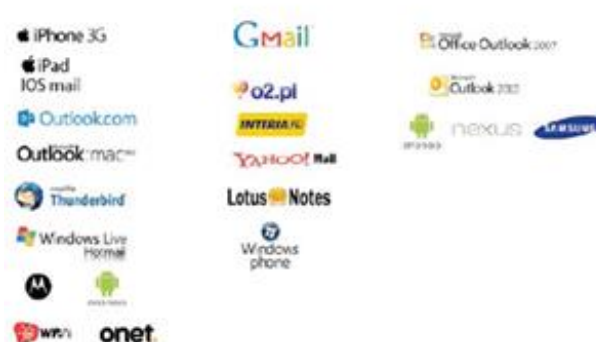 iPhone 3G
iPad
IOS mail
Outlook.com
Outlook mac
Thunderbird
Windows Live
Hotmail
onet.
GMail
o2.pl
INTERIA.PL
YAHOO! Mail
Lotus Notes
Windows
phone
Office Outlook 2007
Outlook
nexus
SAMSUNG